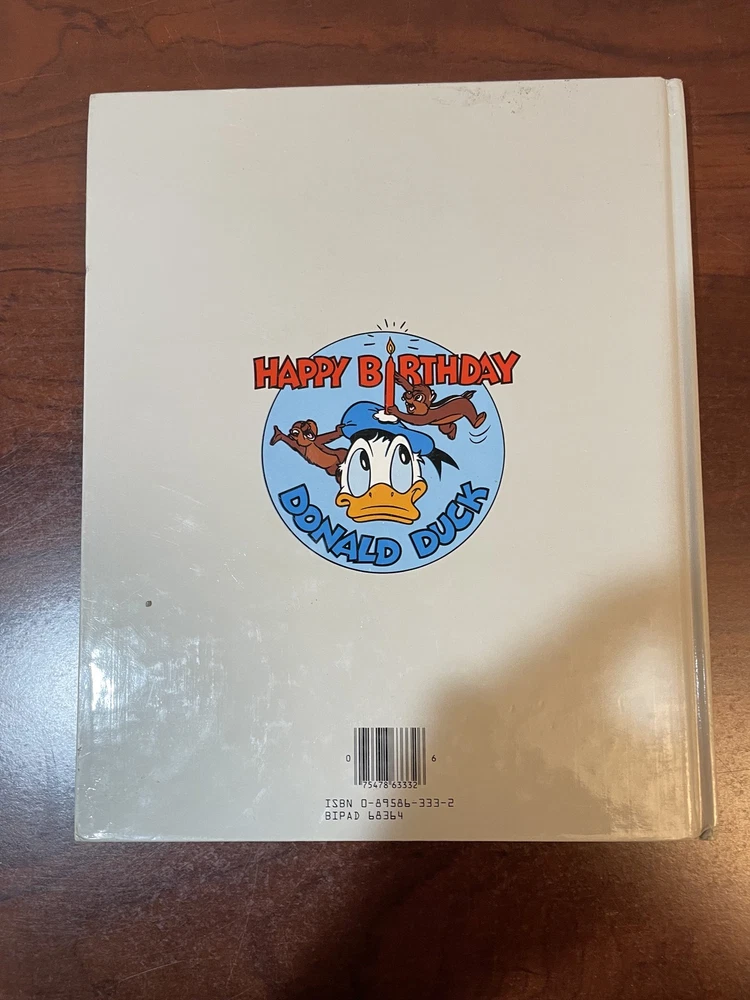 HAPPY BIRTHDAY
DONALD DUCK
0 75478 63332 6
ISBN 0-89586-333-2
BIPAD 68364